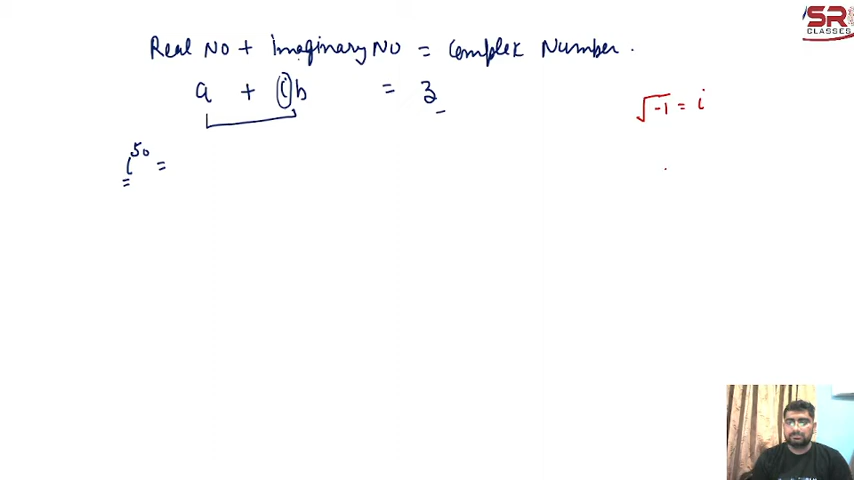 SR
CLASSES
Real No + Imaginary No = Complex Number.
a + ib = z
√-1 = i
i^50 =